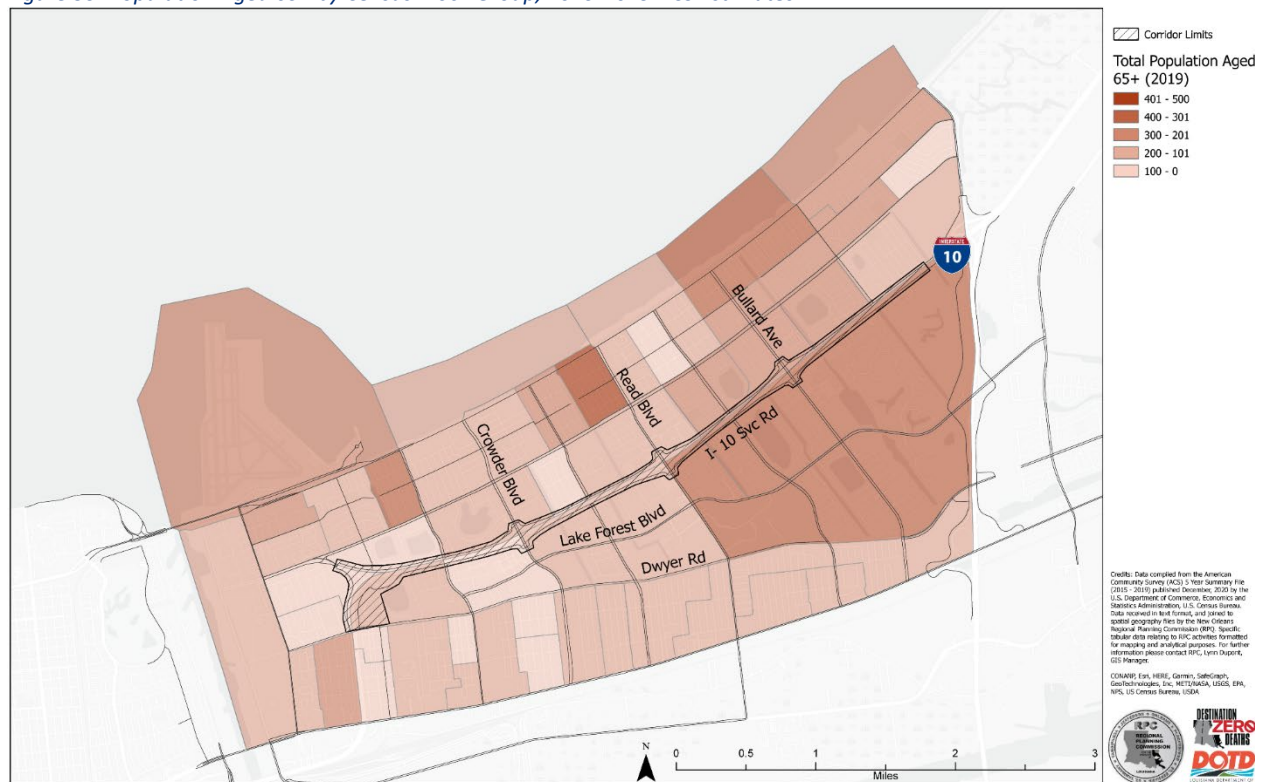 Corridor Limits
Total Population Aged
65+ (2019)
401 - 500
400 - 301
300 - 201
200 - 101
100 - 0
INTERSTATE
10
Bullard Ave
Read Blvd
I- 10 Svc Rd
Crowder Blvd
Lake Forest Blvd
Dwyer Rd
Credits: Data compiled from the American
Community Survey (ACS) 5 Year Summary File
(2015 - 2019) published December, 2020 by the
U.S. Department of Commerce, Economics and
Statistics Administration, U.S. Census Bureau.
Data received in text format, and joined to
spatial geography files by the New Orleans
Regional Planning Commission (RPC). Specific
tabular data relating to RPC activities formatted
for mapping and analytical purposes. For further
information please contact RPC, Lynn Dupont,
GIS Manager.
CONANP, Esri, HERE, Garmin, SafeGraph,
GeoTechnologies, Inc, METI/NASA, USGS, EPA,
NPS, US Census Bureau, USDA
N
0 0.5 1 2 3
Miles
RPC
REGIONAL
PLANNING
COMMISSION
DESTINATION
ZERO
DEATHS
DOTD
LOUISIANA DEPARTMENT OF